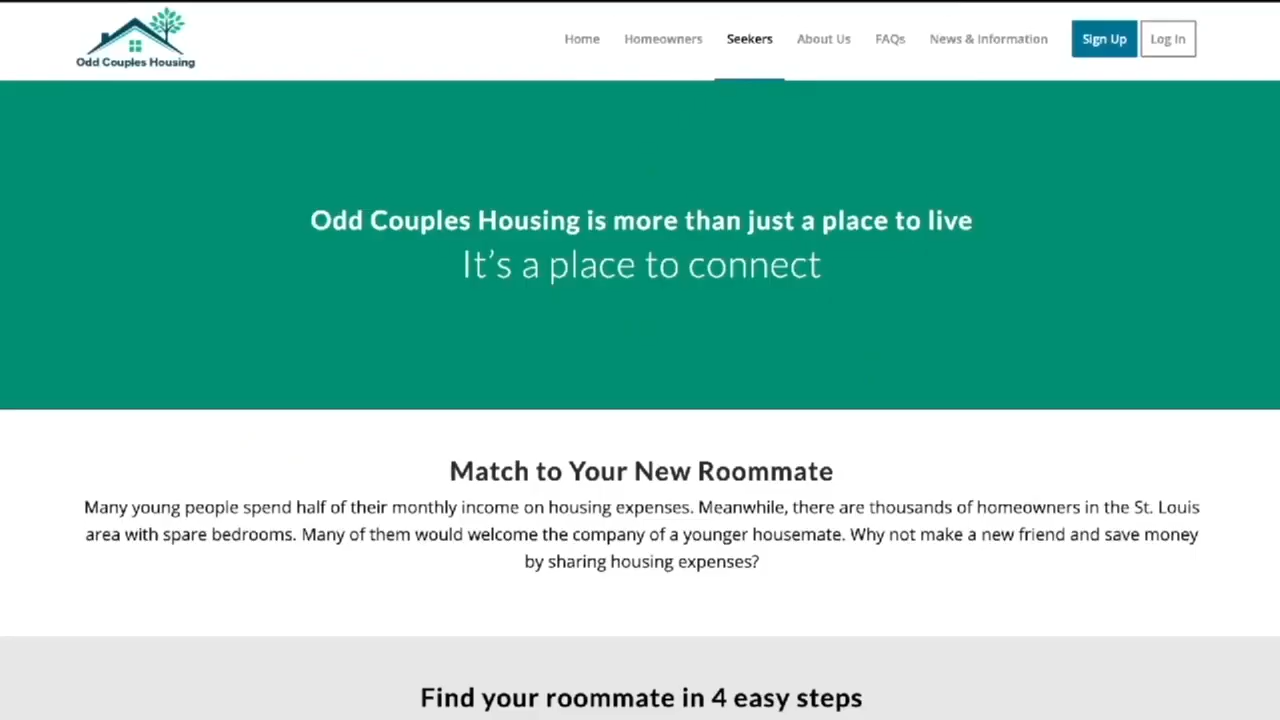 Odd Couples Housing
Home Homeowners Seekers About Us FAQs News & Information Sign Up Log In
Odd Couples Housing is more than just a place to live
It's a place to connect
Match to Your New Roommate
Many young people spend half of their monthly income on housing expenses. Meanwhile, there are thousands of homeowners in the St. Louis
area with spare bedrooms. Many of them would welcome the company of a younger housemate. Why not make a new friend and save money
by sharing housing expenses?
Find your roommate in 4 easy steps